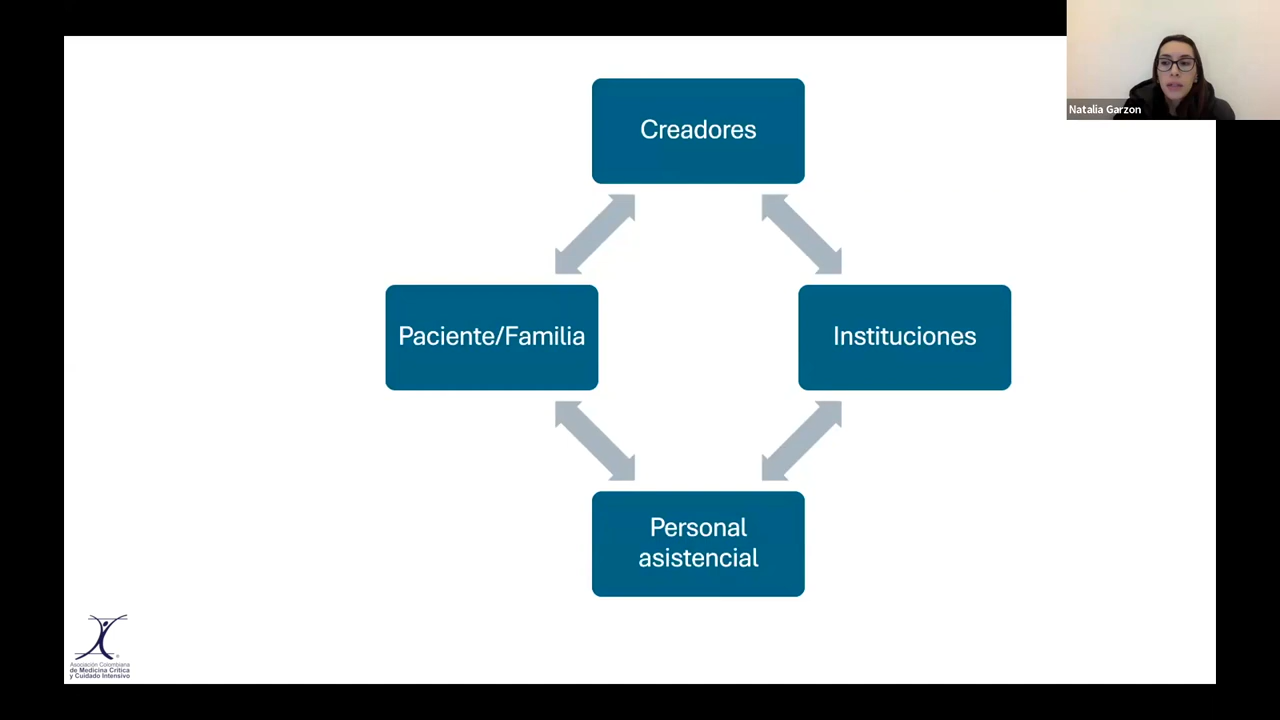 Creadores
Natalia Garzon
Paciente/Familia
Instituciones
Personal
asistencial
Asociación Colombiana
de Medicina Crítica
y Cuidado Intensivo